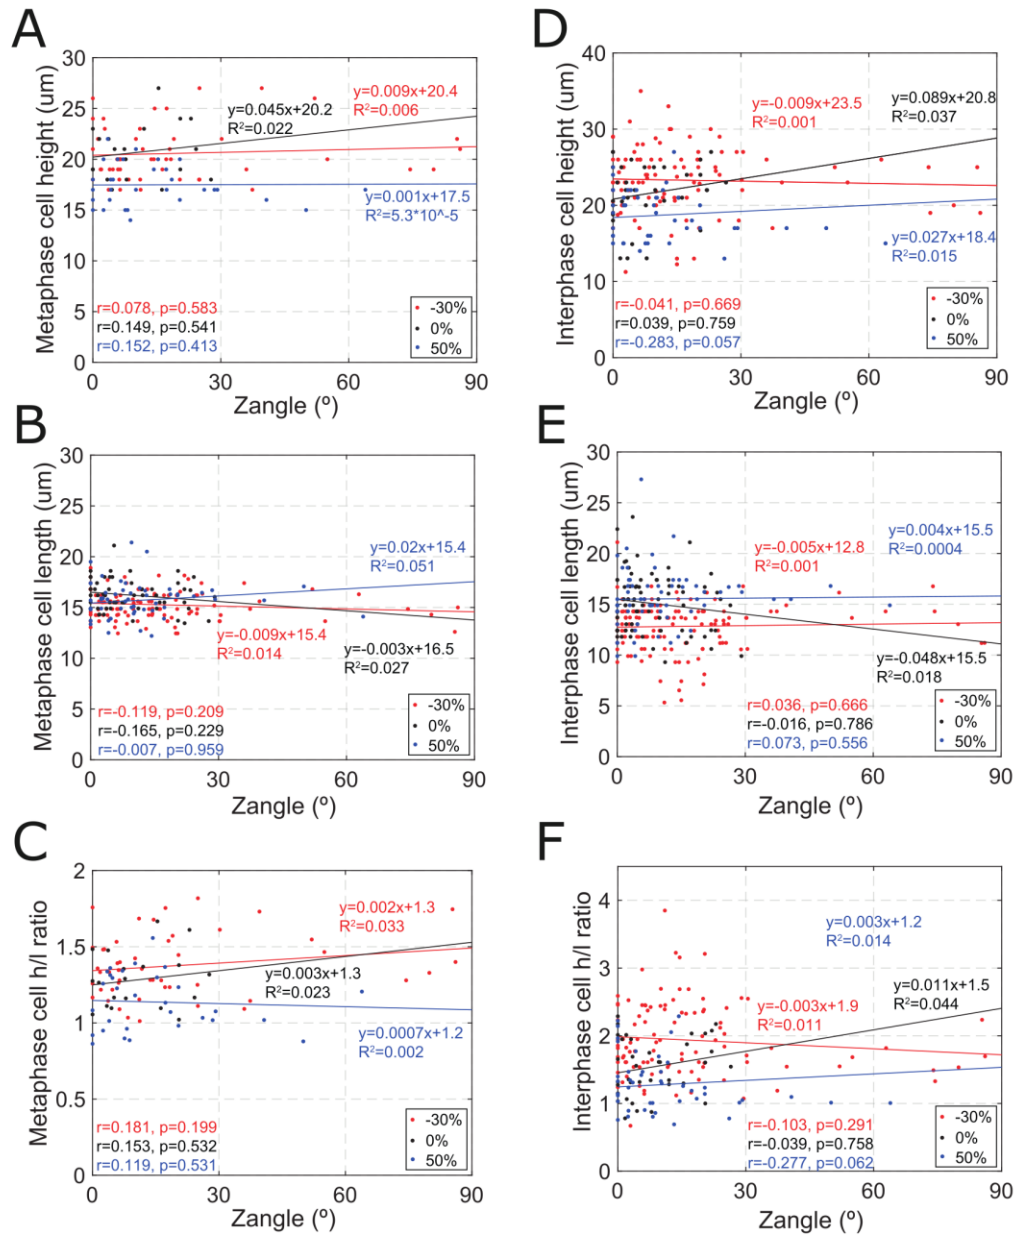 A
Metaphase cell height (um)
30
25
20
15
10
5
0
y=0.009x+20.4
R²=0.006
y=0.045x+20.2
R²=0.022
y=0.001x+17.5
R²=5.3*10^-5
r=0.078, p=0.583
r=0.149, p=0.541
r=0.152, p=0.413
-30%
0%
50%
0 30 60 90
Zangle (º)
D
Interphase cell height (um)
40
30
20
10
0
y=-0.009x+23.5
R²=0.001
y=0.089x+20.8
R²=0.037
y=0.027x+18.4
R²=0.015
r=-0.041, p=0.669
r=0.039, p=0.759
r=-0.283, p=0.057
-30%
0%
50%
0 30 60 90
Zangle (º)
B
Metaphase cell length (um)
30
25
20
15
10
5
0
y=0.02x+15.4
R²=0.051
y=-0.009x+15.4
R²=0.014
y=-0.003x+16.5
R²=0.027
r=-0.119, p=0.209
r=-0.165, p=0.229
r=-0.007, p=0.959
-30%
0%
50%
0 30 60 90
Zangle (º)
E
Interphase cell length (um)
30
25
20
15
10
5
0
y=0.004x+15.5
R²=0.0004
y=-0.005x+12.8
R²=0.001
y=-0.048x+15.5
R²=0.018
r=0.036, p=0.666
r=-0.016, p=0.786
r=0.073, p=0.556
-30%
0%
50%
0 30 60 90
Zangle (º)
C
Metaphase cell h/l ratio
2
1.5
1
0.5
0
y=0.002x+1.3
R²=0.033
y=0.003x+1.3
R²=0.023
y=0.0007x+1.2
R²=0.002
r=0.181, p=0.199
r=0.153, p=0.532
r=0.119, p=0.531
-30%
0%
50%
0 30 60 90
Zangle (º)
F
Interphase cell h/l ratio
4
3
2
1
0
y=0.003x+1.2
R²=0.014
y=0.011x+1.5
R²=0.044
y=-0.003x+1.9
R²=0.011
r=-0.103, p=0.291
r=-0.039, p=0.758
r=-0.277, p=0.062
-30%
0%
50%
0 30 60 90
Zangle (º)